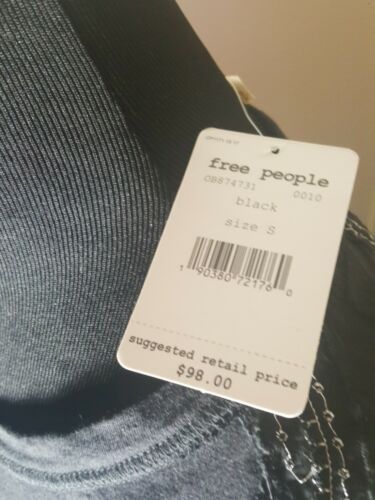 free people
OB874731 0010
black
size S
1 90380 72176 0
suggested retail price
$98.00